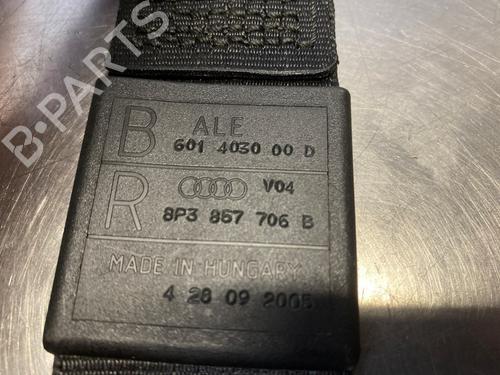 B ALE
601 4030 00 D
R V04
8P3 857 706 B
MADE IN HUNGARY
4 28 09 2005
B-PARTS